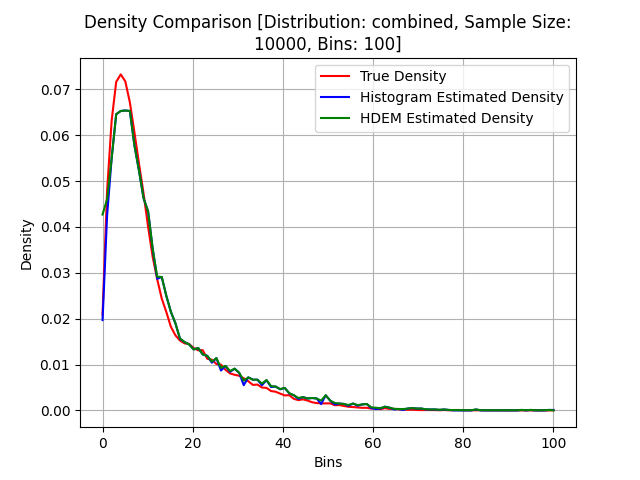 Density Comparison [Distribution: combined, Sample Size:
10000, Bins: 100]
True Density
Histogram Estimated Density
HDEM Estimated Density
Density
0.07
0.06
0.05
0.04
0.03
0.02
0.01
0.00
0 20 40 60 80 100
Bins